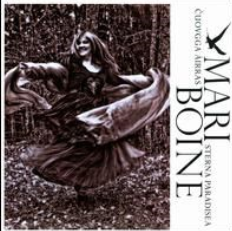 ČUOVGGA ÁIRRAS
MARI
STERNA PARADISEA
BOINE